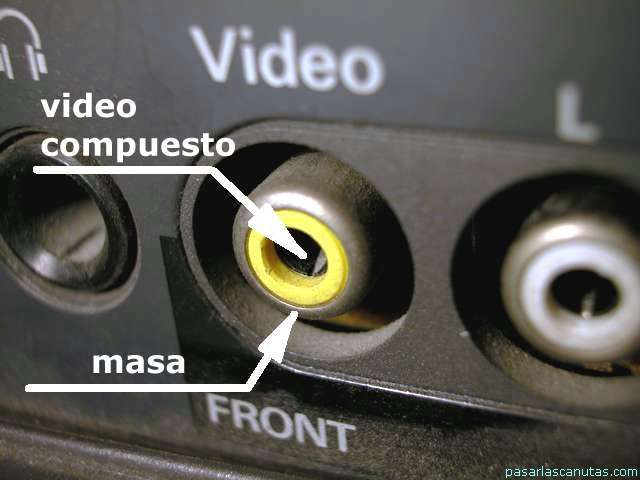 Video
video
compuesto
L
masa
FRONT
pasarlascanutas.com